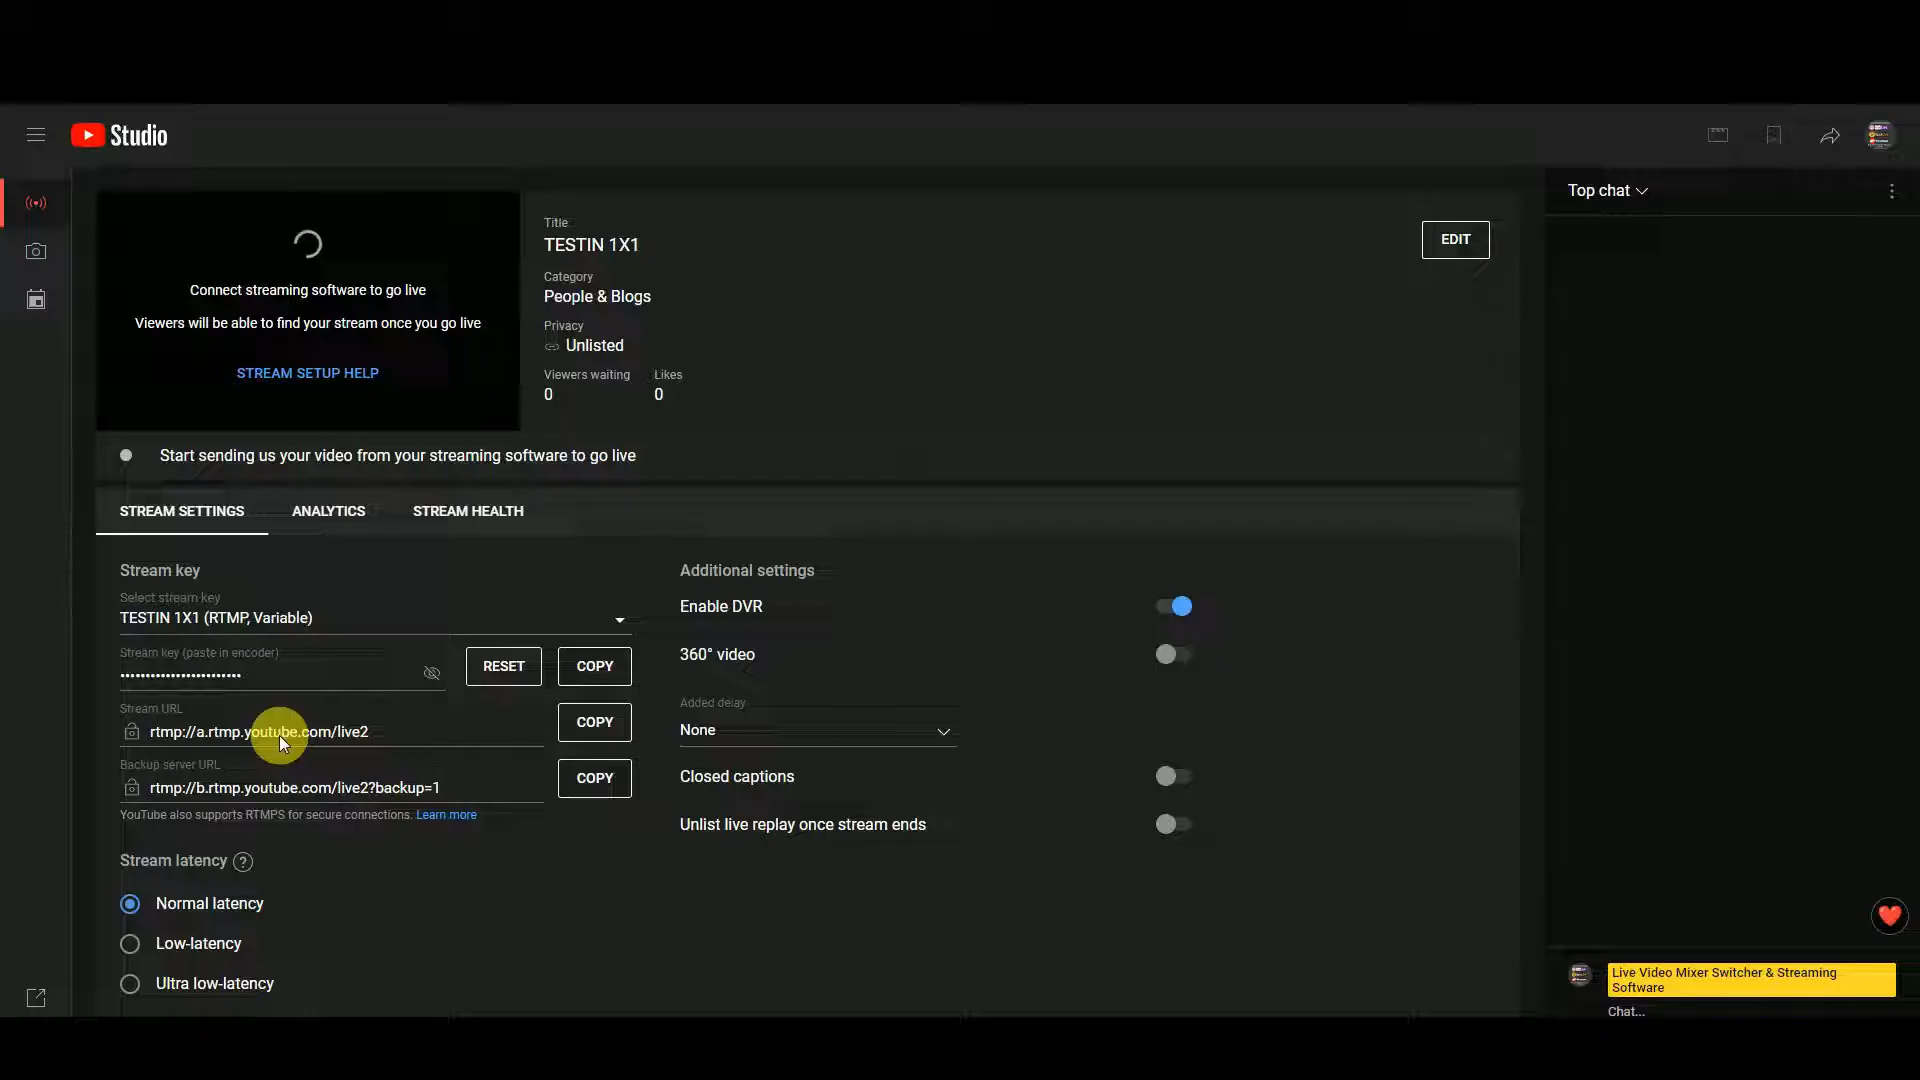 Studio
Top chat
Connect streaming software to go live
Viewers will be able to find your stream once you go live
STREAM SETUP HELP
Title
TESTIN 1X1
EDIT
Category
People & Blogs
Privacy
Unlisted
Viewers waiting Likes
0 0
Start sending us your video from your streaming software to go live
STREAM SETTINGS ANALYTICS STREAM HEALTH
Stream key
Select stream key
TESTIN 1X1 (RTMP, Variable)
Stream key (paste in encoder)
••••••••••••••••••••••••
RESET COPY
Stream URL
rtmp://a.rtmp.youtube.com/live2
COPY
Backup server URL
rtmp://b.rtmp.youtube.com/live2?backup=1
COPY
YouTube also supports RTMPS for secure connections. Learn more
Stream latency ?
Normal latency
Low-latency
Ultra low-latency
Additional settings
Enable DVR
360° video
Added delay
None
Closed captions
Unlist live replay once stream ends
Live Video Mixer Switcher & Streaming
Software
Chat...